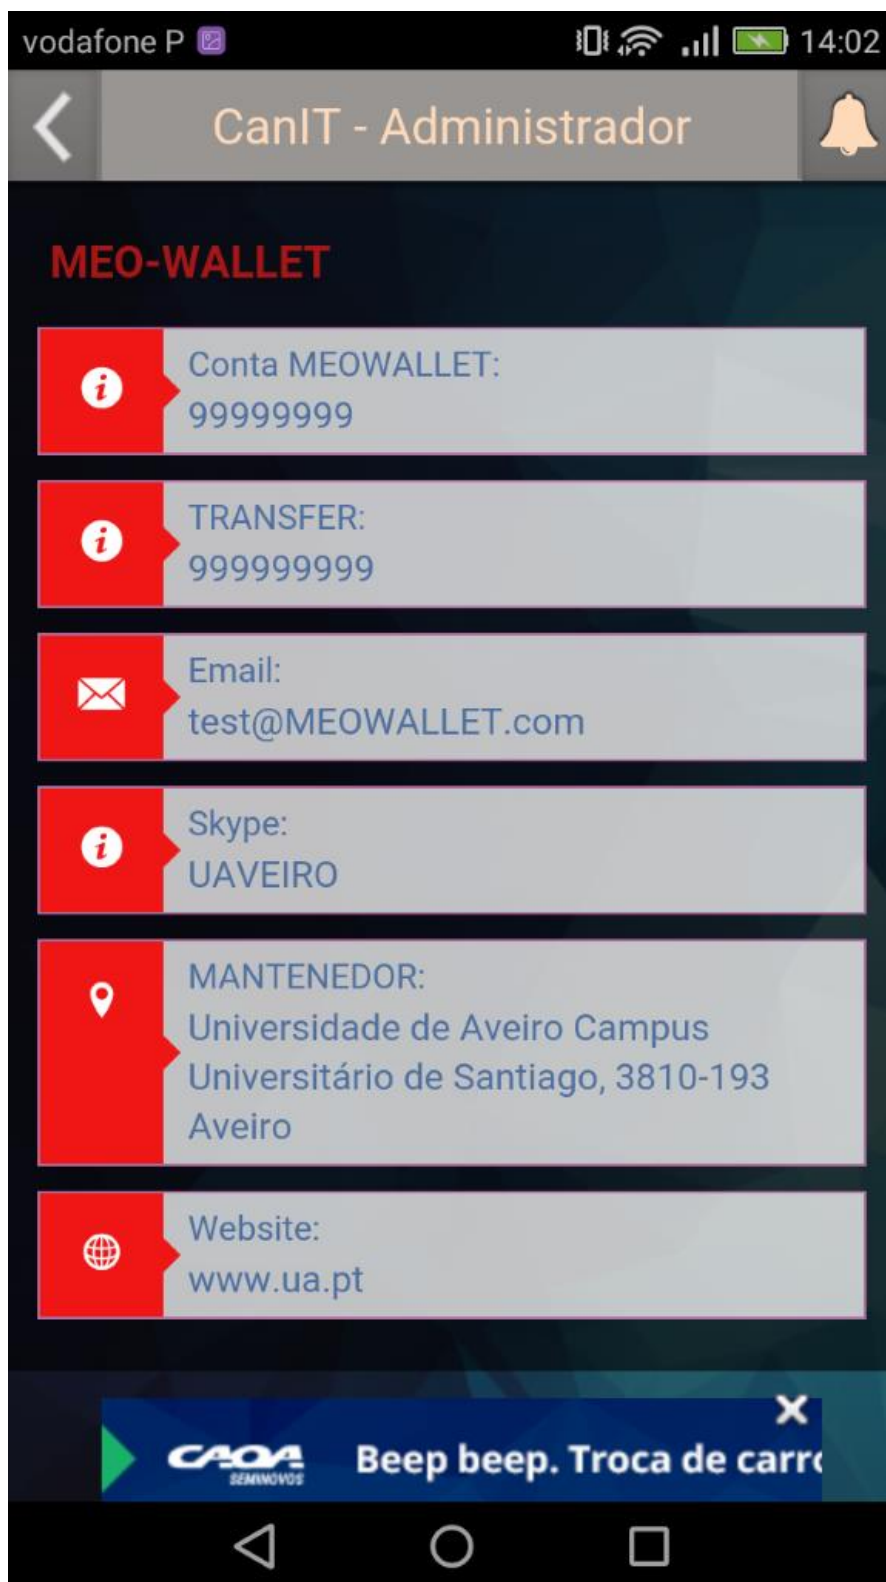 vodafone P 14:02
CanIT - Administrador
MEO-WALLET
Conta MEOWALLET:
99999999
TRANSFER:
999999999
Email:
test@MEOWALLET.com
Skype:
UAVEIRO
MANTENEDOR:
Universidade de Aveiro Campus
Universitário de Santiago, 3810-193
Aveiro
Website:
www.ua.pt
CAOA
SEMINOVOS
Beep beep. Troca de carro